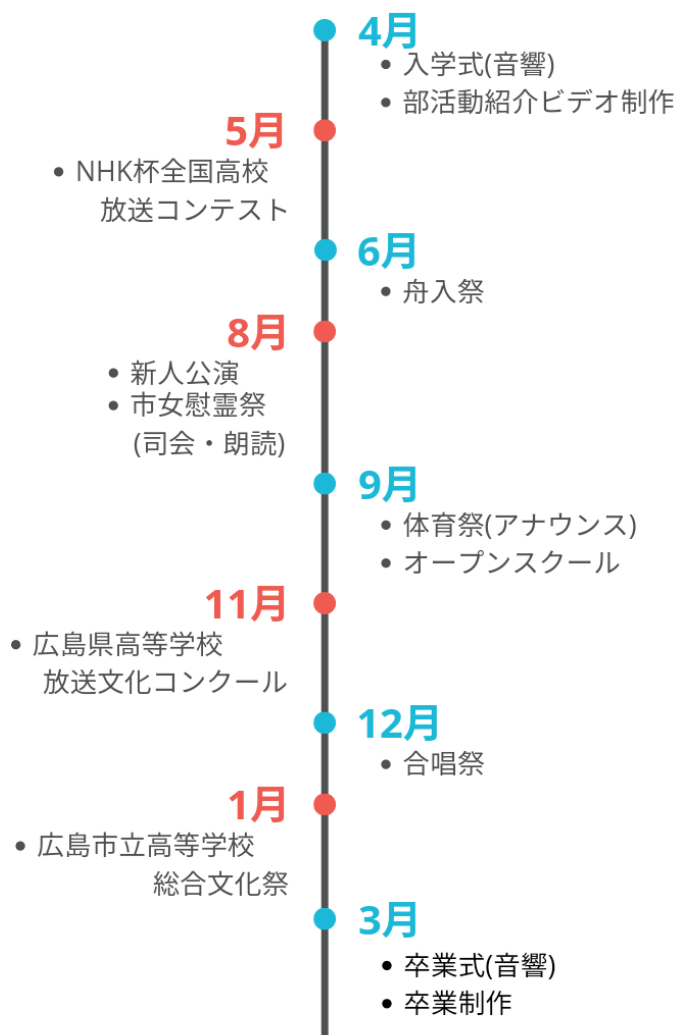 4月
• 入学式(音響)
• 部活動紹介ビデオ制作
5月
• NHK杯全国高校
放送コンテスト
6月
• 舟入祭
8月
• 新人公演
• 市女慰霊祭
(司会・朗読)
9月
• 体育祭(アナウンス)
• オープンスクール
11月
• 広島県高等学校
放送文化コンクール
12月
• 合唱祭
1月
• 広島市立高等学校
総合文化祭
3月
• 卒業式(音響)
• 卒業制作